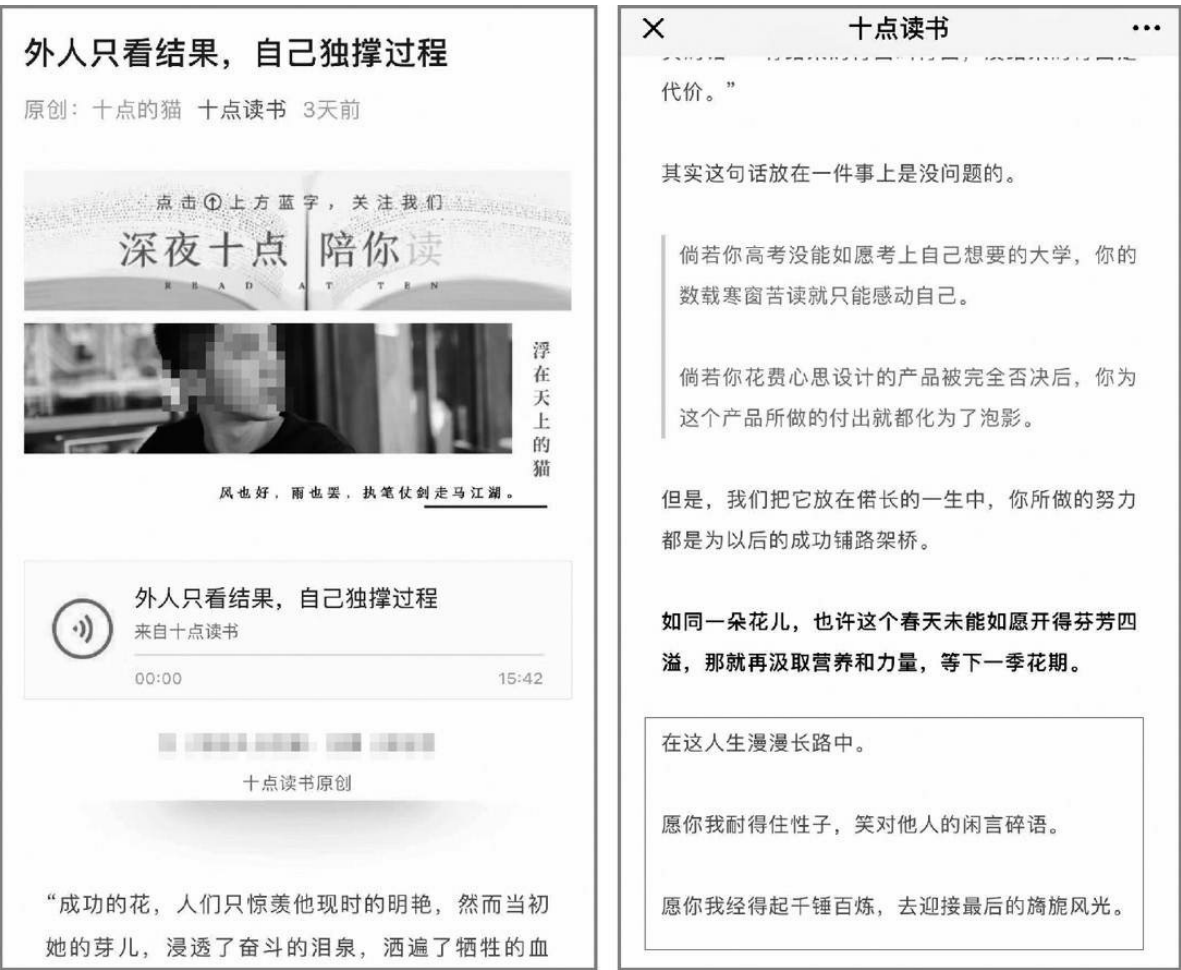 外人只看结果，自己独撑过程
原创：十点的猫 十点读书 3天前
点击上方蓝字，关注我们
深夜十点 陪你读
READ AT TEN
浮在天上的猫
风也好，雨也罢，执笔仗剑走马江湖。
外人只看结果，自己独撑过程
来自十点读书
00:00 15:42
十点读书原创
“成功的花，人们只惊羡他现时的明艳，然而当初
她的芽儿，浸透了奋斗的泪泉，洒遍了牺牲的血
十点读书
代价。”
其实这句话放在一件事上是没问题的。
倘若你高考没能如愿考上自己想要的大学，你的
数载寒窗苦读就只能感动自己。
倘若你花费心思设计的产品被完全否决后，你为
这个产品所做的付出就都化为了泡影。
但是，我们把它放在偌长的一生中，你所做的努力
都是为以后的成功铺路架桥。
如同一朵花儿，也许这个春天未能如愿开得芬芳四
溢，那就再汲取营养和力量，等下一季花期。
在这人生漫漫长路中。
愿你我耐得住性子，笑对他人的闲言碎语。
愿你我经得起千锤百炼，去迎接最后的旖旎风光。